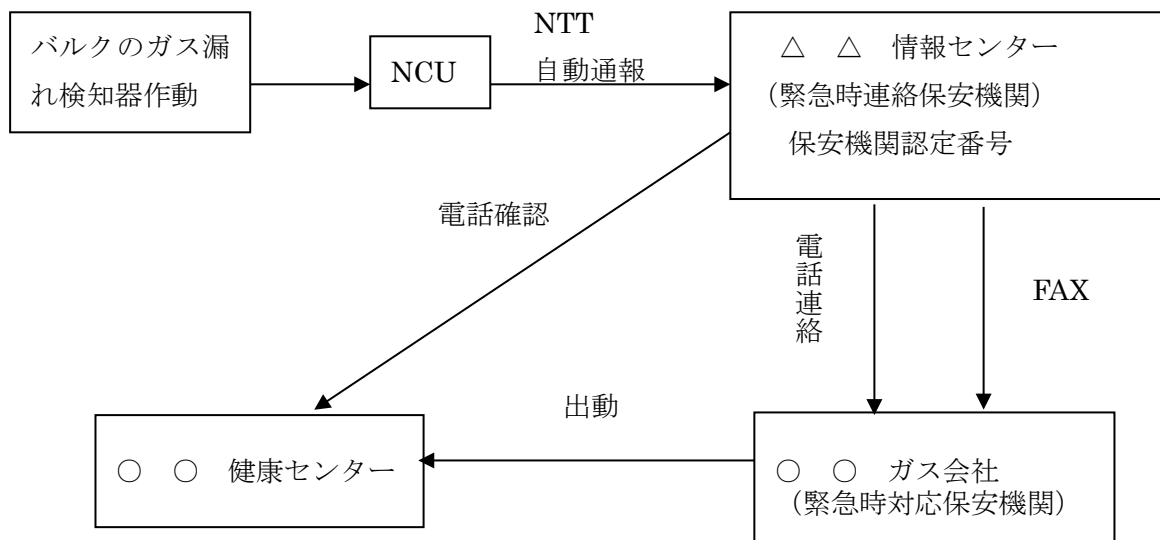 バルクのガス漏
れ検知器作動
NCU
NTT
自動通報
△ △ 情報センター
（緊急時連絡保安機関）
保安機関認定番号
電話確認
電話連絡
FAX
出動
○ ○ 健康センター
○ ○ ガス会社
（緊急時対応保安機関）